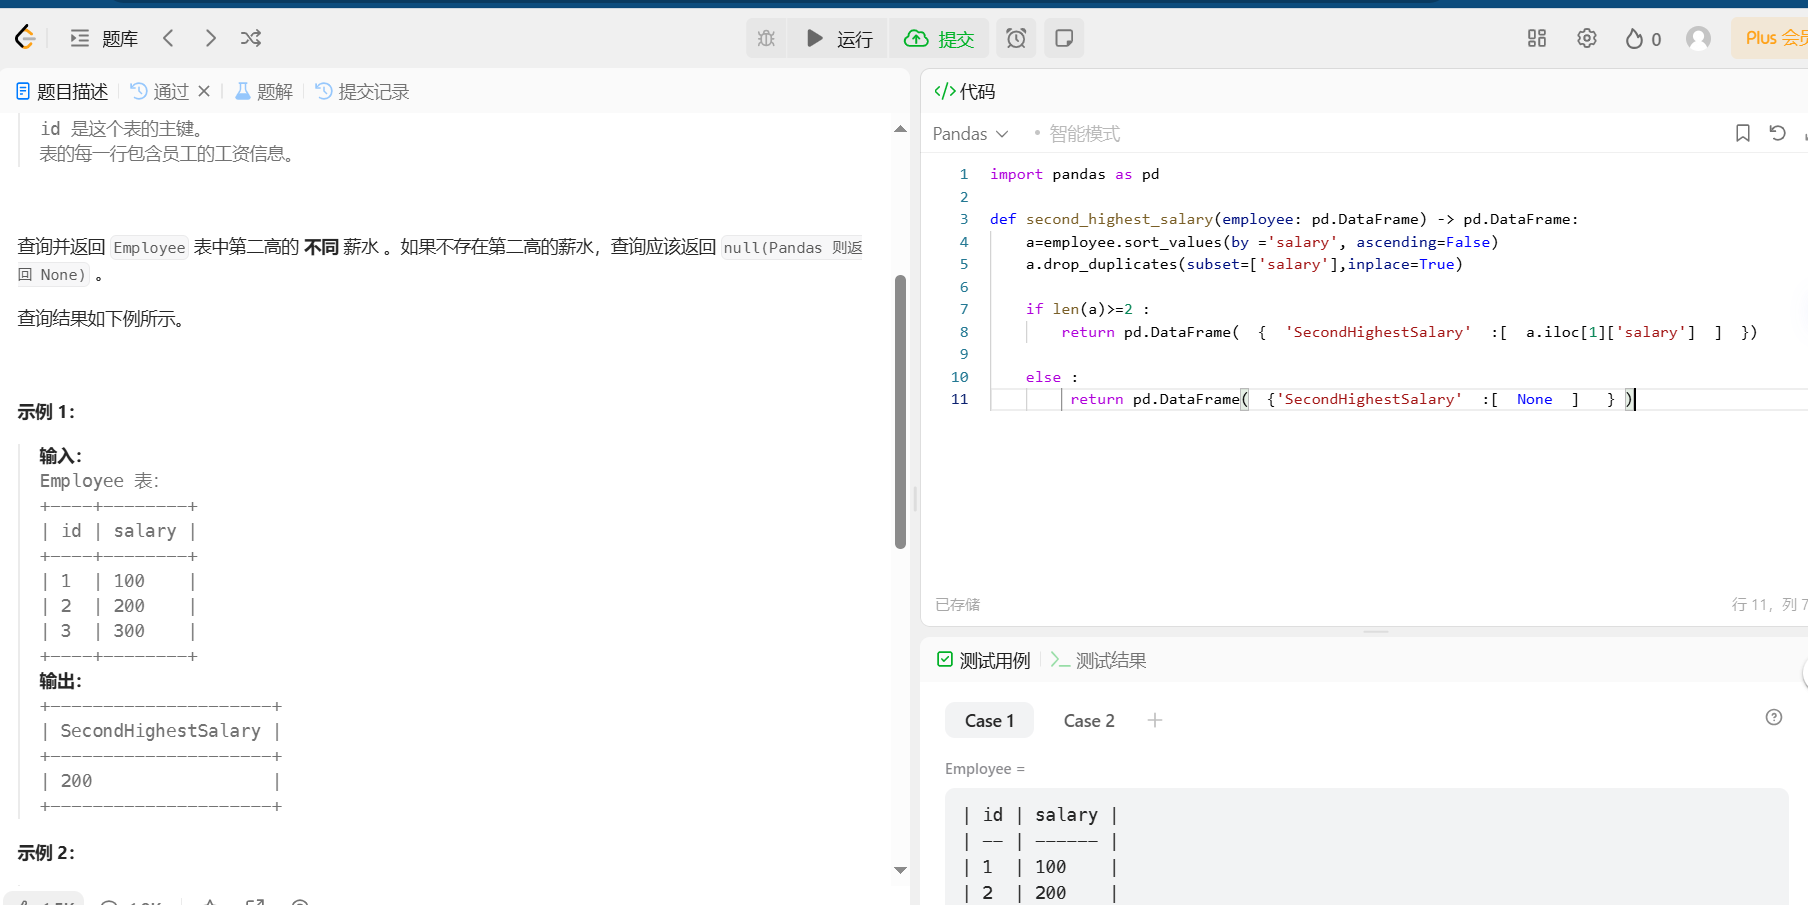 题库
运行
提交
0
Plus 会员
题目描述
通过
题解
提交记录
id 是这个表的主键。
表的每一行包含员工的工资信息。
查询并返回 Employee 表中第二高的 不同 薪水 。如果不存在第二高的薪水，查询应该返回 null(Pandas 则返
回 None) 。
查询结果如下例所示。
示例 1：
输入：
Employee 表：
+----+--------+
| id | salary |
+----+--------+
| 1  | 100    |
| 2  | 200    |
| 3  | 300    |
+----+--------+
输出：
+---------------------+
| SecondHighestSalary |
+---------------------+
| 200                 |
+---------------------+
示例 2：
代码
Pandas
智能模式
1 import pandas as pd
2
3 def second_highest_salary(employee: pd.DataFrame) -> pd.DataFrame:
4     a=employee.sort_values(by ='salary', ascending=False)
5     a.drop_duplicates(subset=['salary'],inplace=True)
6
7     if len(a)>=2 :
8         return pd.DataFrame(  {  'SecondHighestSalary'  :[  a.iloc[1]['salary']  ]  })
9
10     else :
11          return pd.DataFrame(  {'SecondHighestSalary'  :[  None  ]   } )
已存储
行 11，列 7
测试用例
测试结果
Case 1
Case 2
Employee =
| id | salary |
| -- | ------ |
| 1  | 100    |
| 2  | 200    |